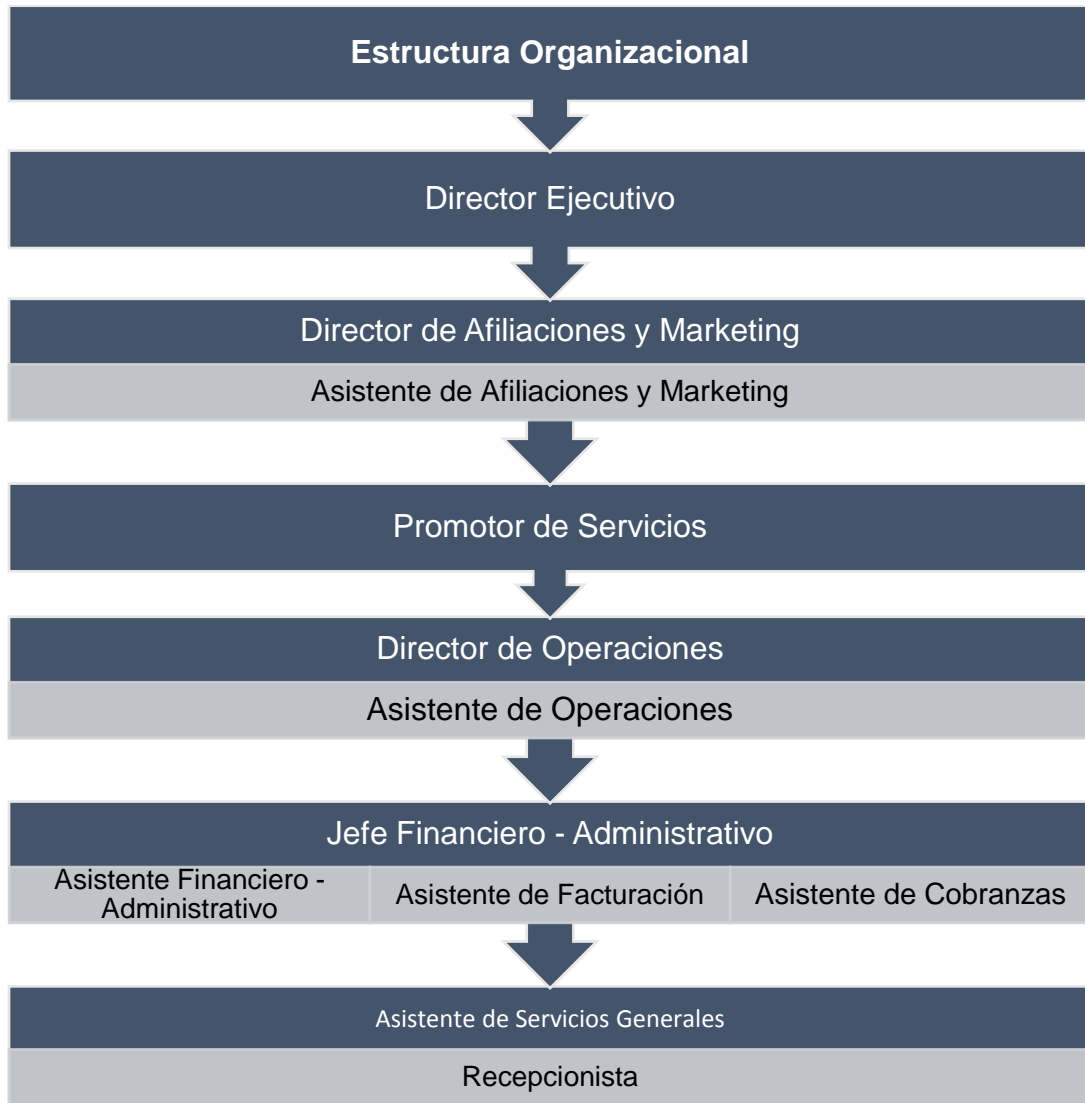 Estructura Organizacional
Director Ejecutivo
Director de Afiliaciones y Marketing
Asistente de Afiliaciones y Marketing
Promotor de Servicios
Director de Operaciones
Asistente de Operaciones
Jefe Financiero - Administrativo
Asistente Financiero -
Administrativo
Asistente de Facturación
Asistente de Cobranzas
Asistente de Servicios Generales
Recepcionista